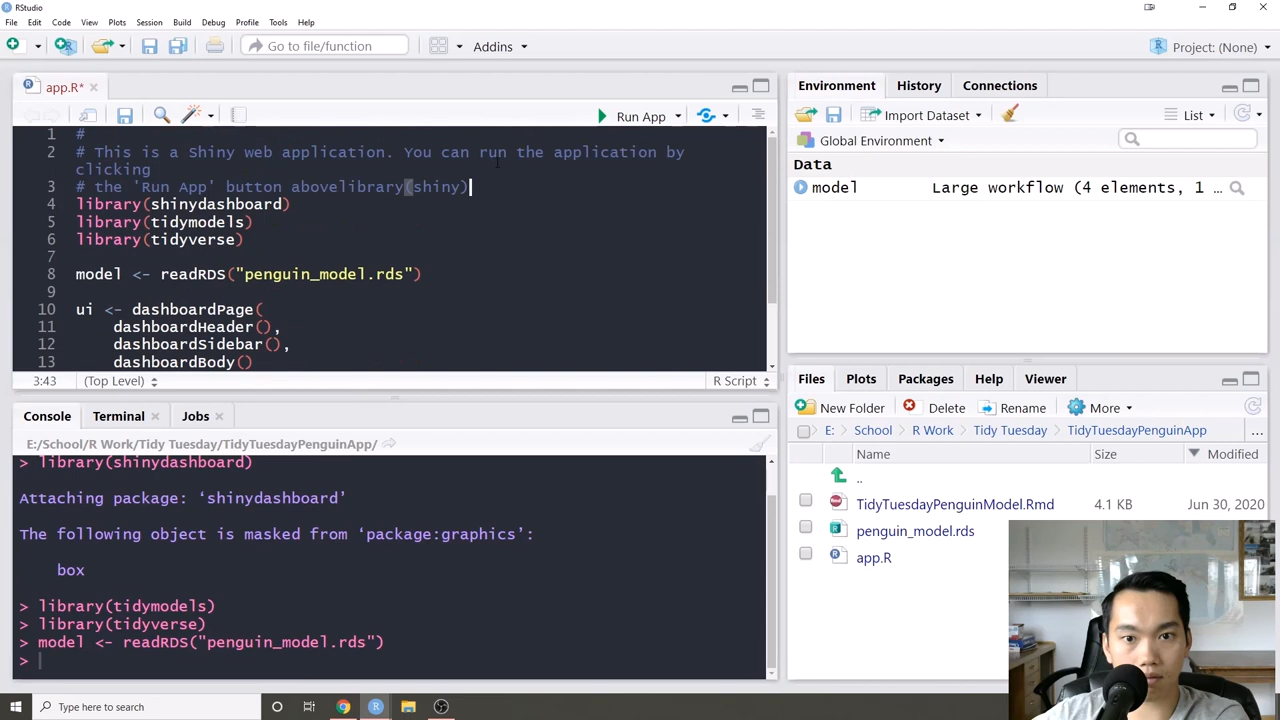 RStudio
File Edit Code View Plots Session Build Debug Profile Tools Help
Go to file/function Addins Project: (None)
app.R*
Run App
1 #
2 # This is a Shiny web application. You can run the application by
clicking
3 # the 'Run App' button abovelibrary(shiny)
4 library(shinydashboard)
5 library(tidymodels)
6 library(tidyverse)
7
8 model <- readRDS("penguin_model.rds")
9
10 ui <- dashboardPage(
11 dashboardHeader(),
12 dashboardSidebar(),
13 dashboardBody()
3:43 (Top Level) R Script
Console Terminal Jobs
E:/School/R Work/Tidy Tuesday/TidyTuesdayPenguinApp/
> library(shinydashboard)
Attaching package: ‘shinydashboard’
The following object is masked from ‘package:graphics’:
box
> library(tidymodels)
> library(tidyverse)
> model <- readRDS("penguin_model.rds")
>
Environment History Connections
Import Dataset List
Global Environment
Data
model Large workflow (4 elements, 1 …
Files Plots Packages Help Viewer
New Folder Delete Rename More
E: School R Work Tidy Tuesday TidyTuesdayPenguinApp ...
Name Size Modified
..
TidyTuesdayPenguinModel.Rmd 4.1 KB Jun 30, 2020
penguin_model.rds
app.R
Type here to search